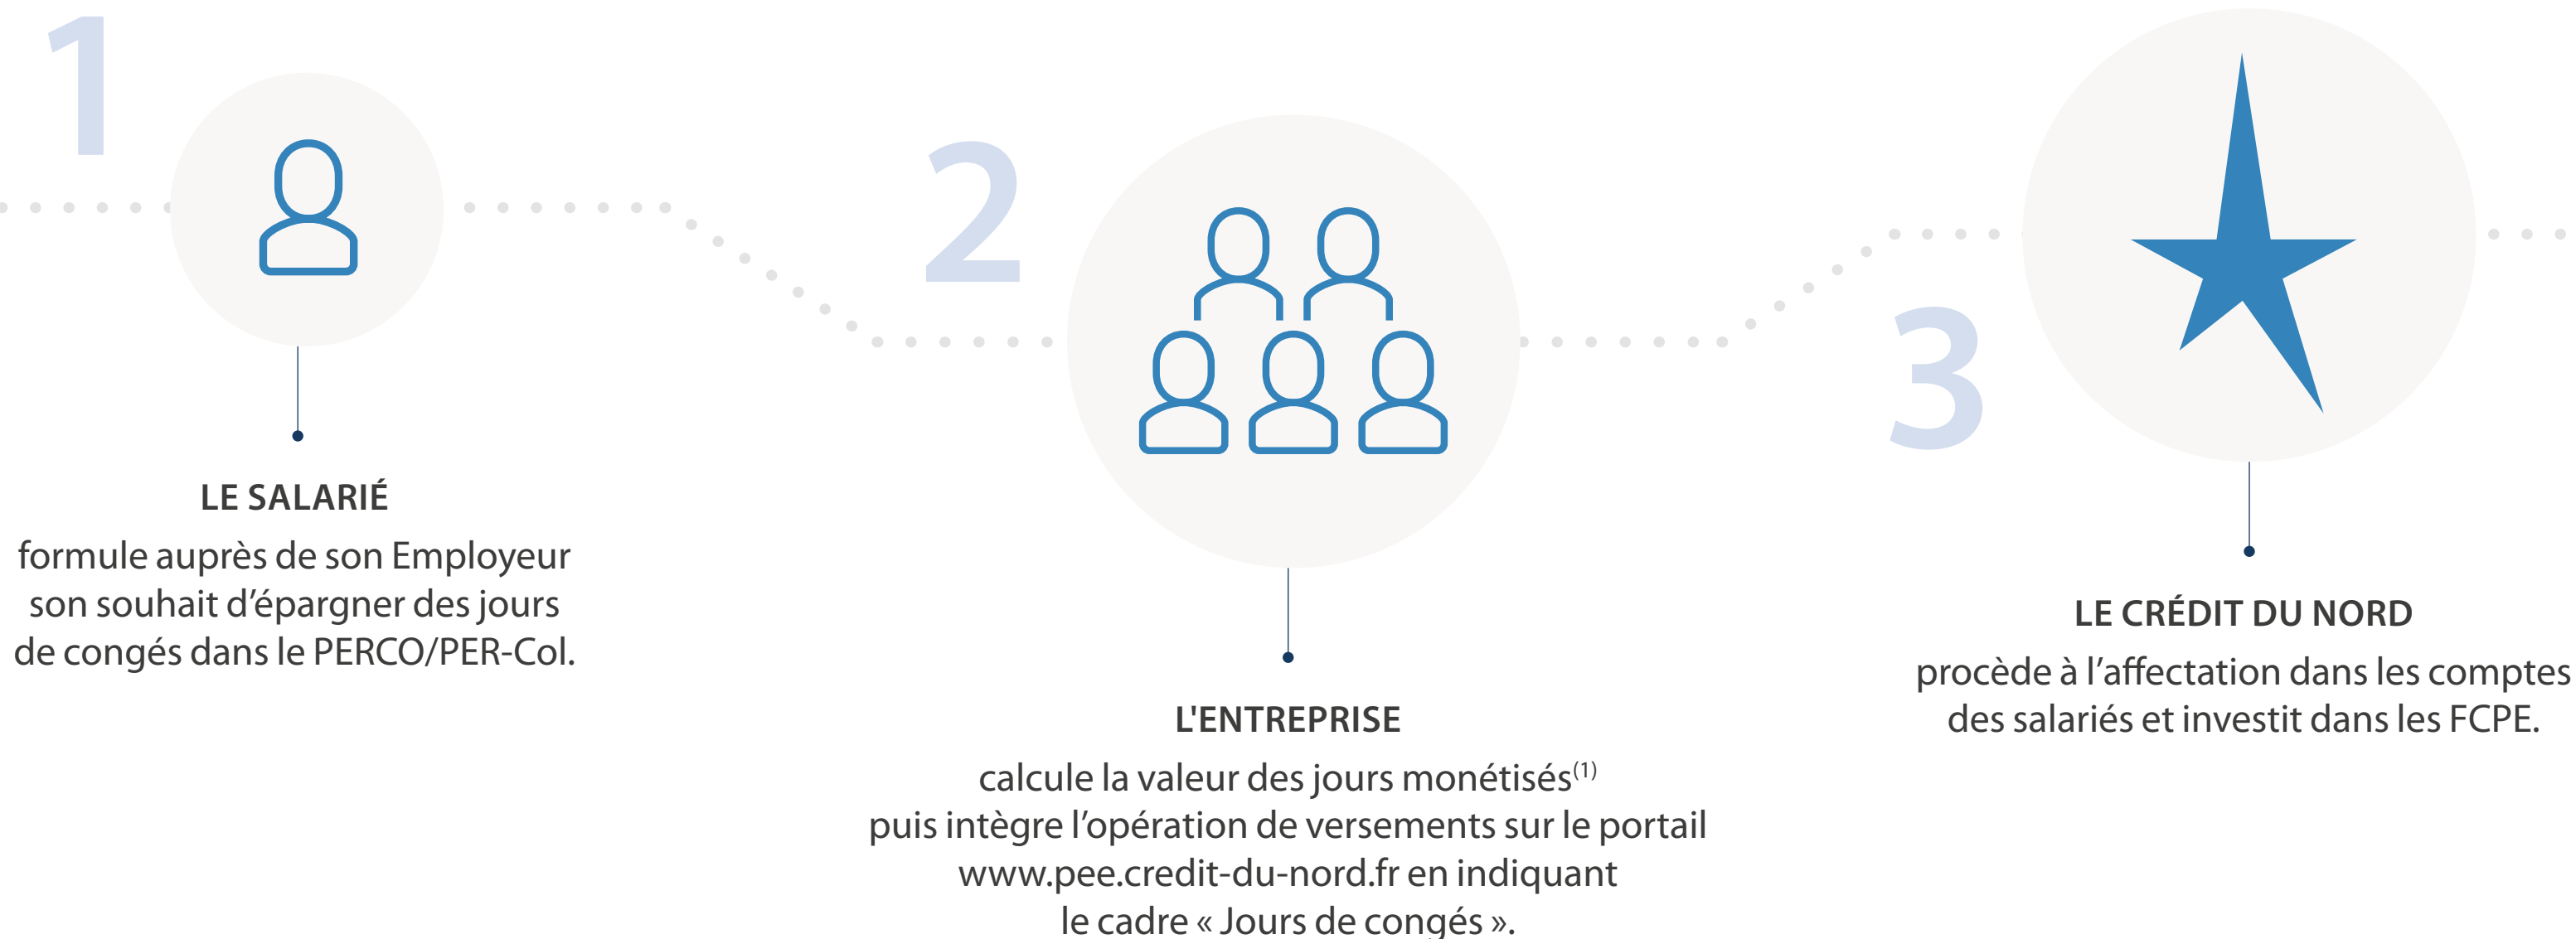 1
LE SALARIÉ
formule auprès de son Employeur
son souhait d’épargner des jours
de congés dans le PERCO/PER-Col.
2
L'ENTREPRISE
calcule la valeur des jours monétisés(1)
puis intègre l’opération de versements sur le portail
www.pee.credit-du-nord.fr en indiquant
le cadre « Jours de congés ».
3
LE CRÉDIT DU NORD
procède à l’affectation dans les comptes
des salariés et investit dans les FCPE.